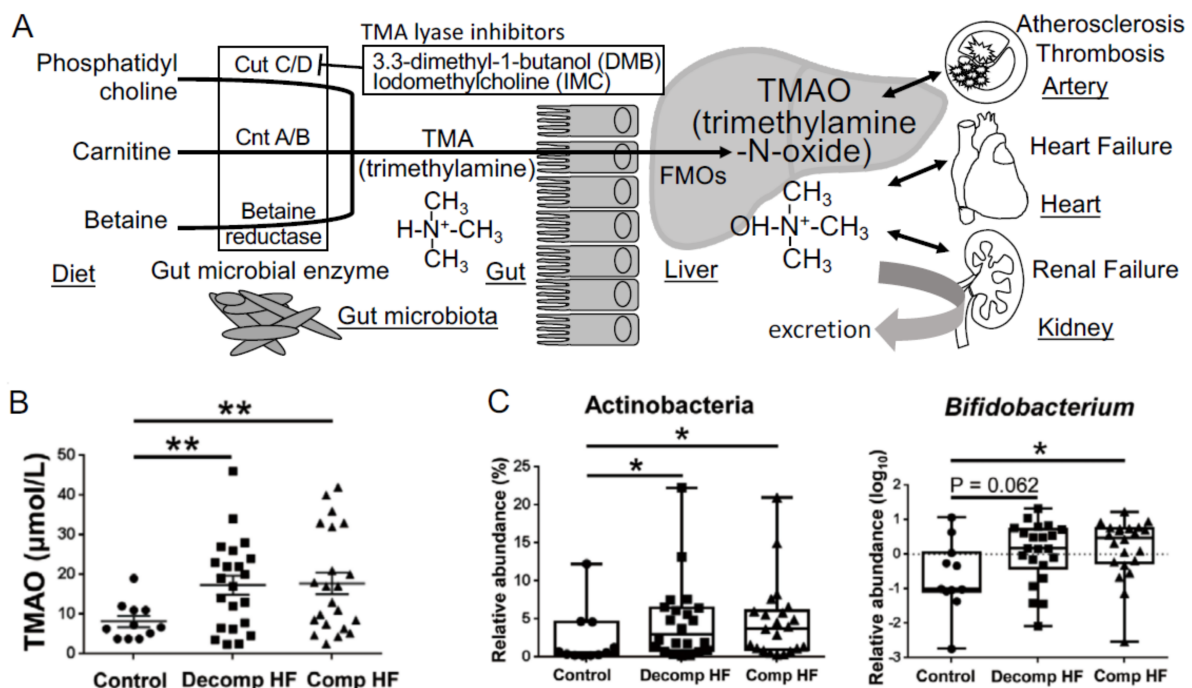 A
Phosphatidyl
choline
Carnitine
Betaine
Diet
Cut C/D
Cnt A/B
Betaine
reductase
Gut microbial enzyme
Gut microbiota
TMA lyase inhibitors
3.3-dimethyl-1-butanol (DMB)
Iodomethylcholine (IMC)
TMA
(trimethylamine)
CH3
H-N+-CH3
CH3
Gut
FMOs
Liver
TMAO
(trimethylamine
-N-oxide)
CH3
OH-N+-CH3
CH3
excretion
Atherosclerosis
Thrombosis
Artery
Heart Failure
Heart
Renal Failure
Kidney
B
**
**
TMAO (µmol/L)
50
40
30
20
10
0
Control Decomp HF Comp HF
C
Actinobacteria
*
*
Relative abundance (%)
25
20
15
10
5
0
Control Decomp HF Comp HF
Bifidobacterium
*
P = 0.062
Relative abundance (log10)
2
1
0
-1
-2
-3
Control Decomp HF Comp HF